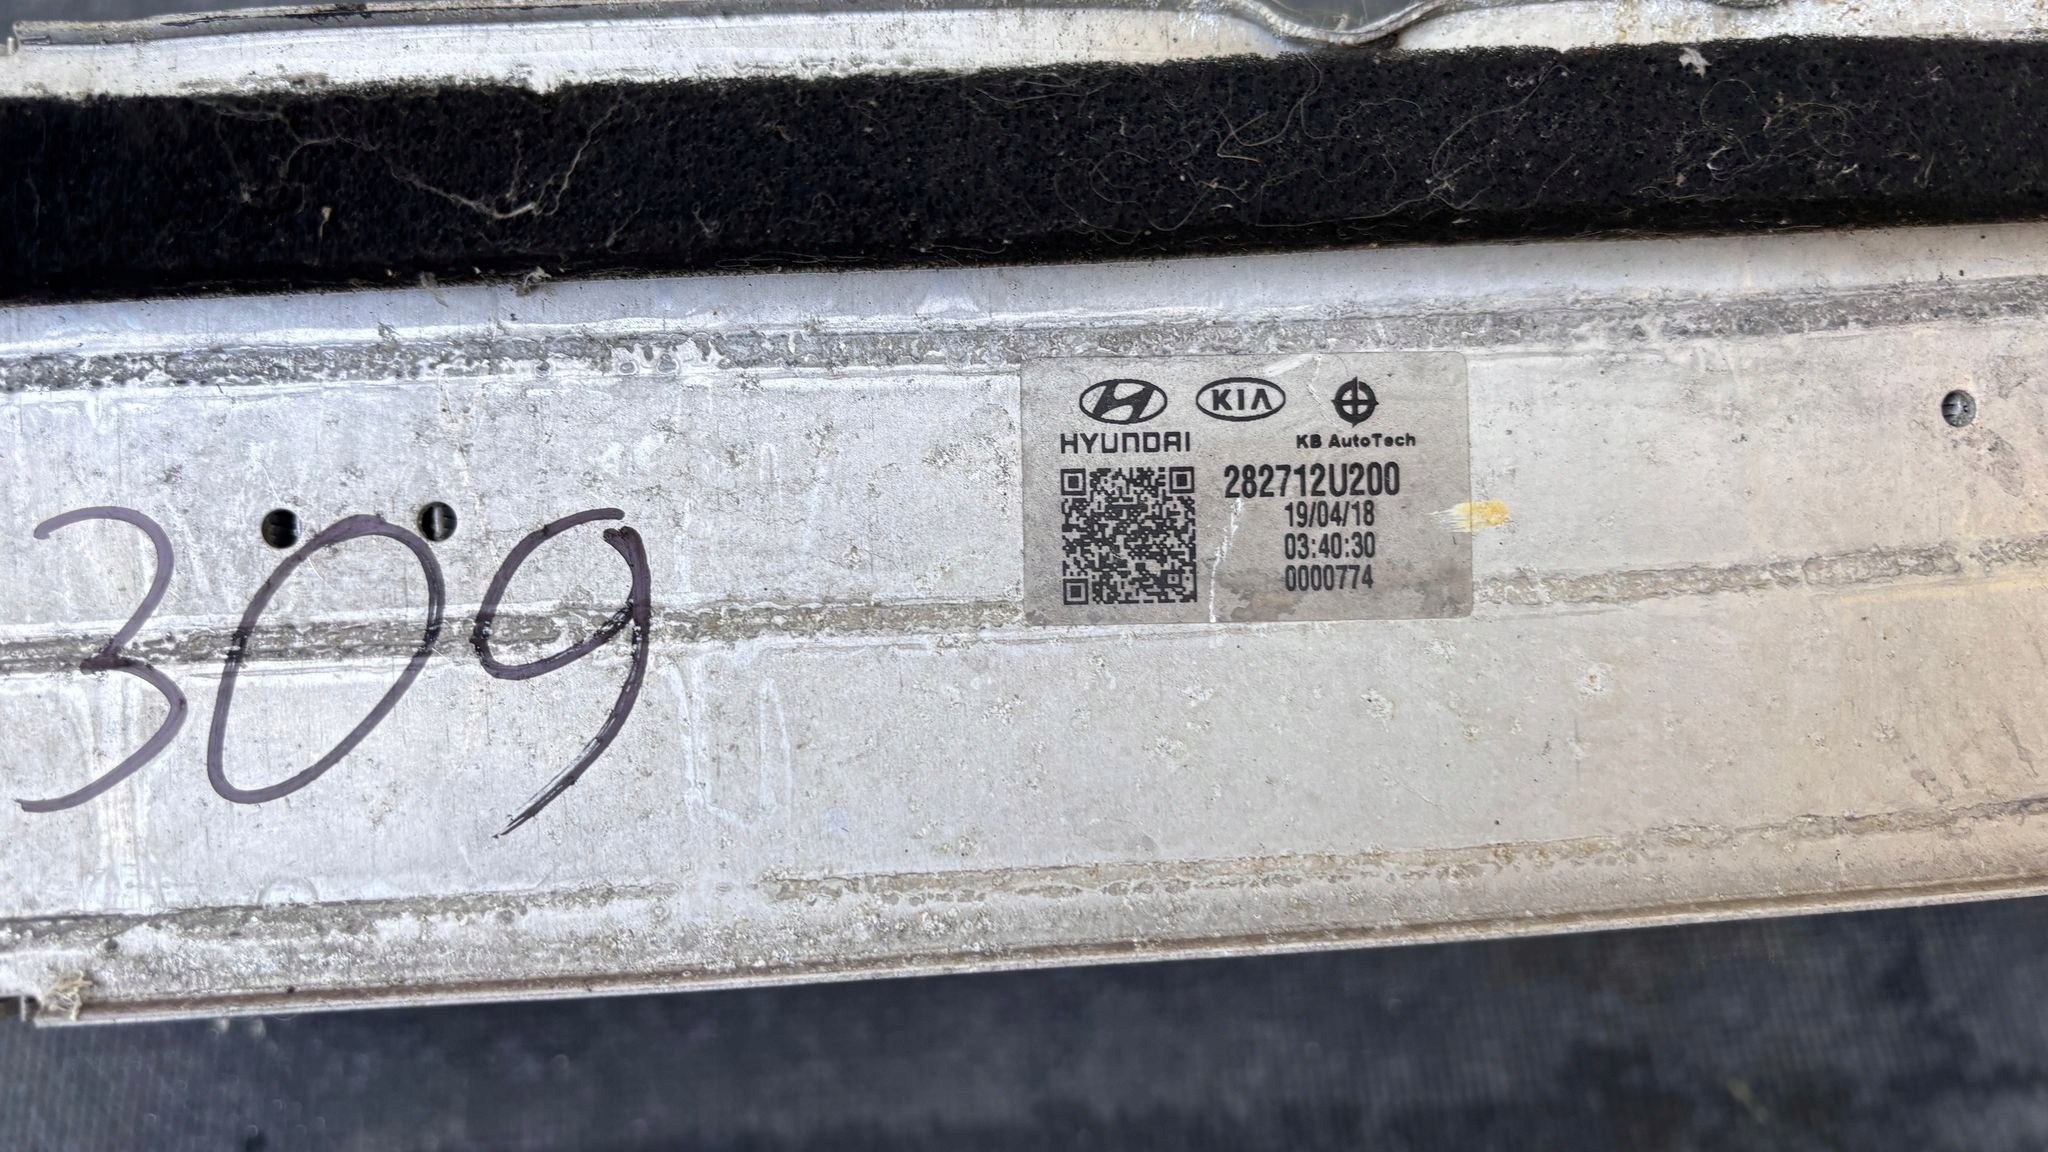 HYUNDAI
KIA
KB AutoTech
282712U200
19/04/18
03:40:30
0000774
309